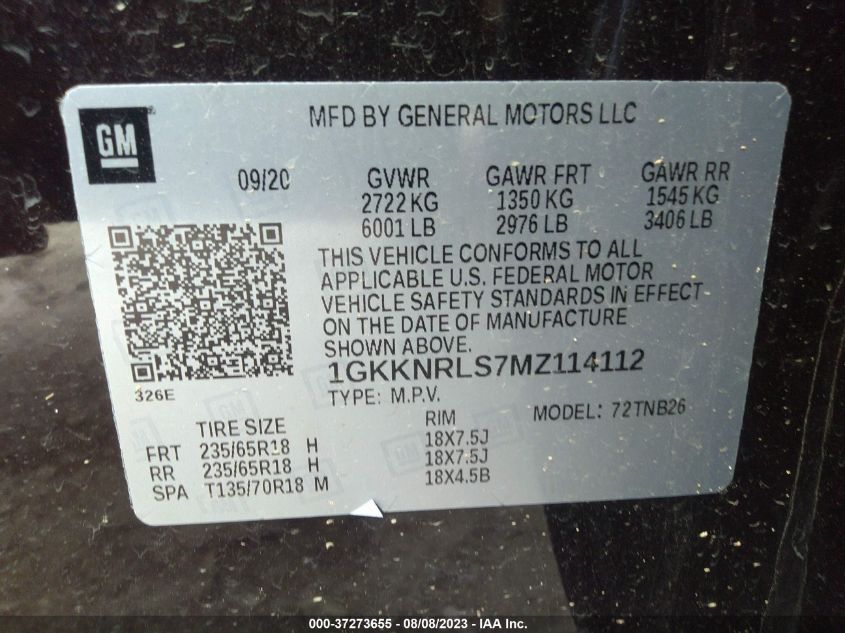 GM
MFD BY GENERAL MOTORS LLC
09/20
GVWR GAWR FRT GAWR RR
2722 KG 1350 KG 1545 KG
6001 LB 2976 LB 3406 LB
THIS VEHICLE CONFORMS TO ALL
APPLICABLE U.S. FEDERAL MOTOR
VEHICLE SAFETY STANDARDS IN EFFECT
ON THE DATE OF MANUFACTURE
SHOWN ABOVE.
1GKKNRLS7MZ114112
326E
TYPE: M.P.V.
MODEL: 72TNB26
TIRE SIZE RIM
FRT 235/65R18 H 18X7.5J
RR 235/65R18 H 18X7.5J
SPA T135/70R18 M 18X4.5B
000-37273655 - 08/08/2023 - IAA Inc.